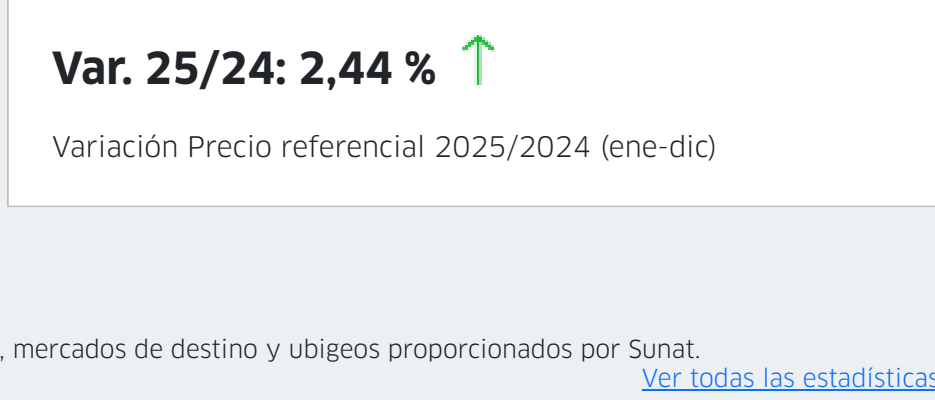 Var. 25/24: 2,44 %
Variación Precio referencial 2025/2024 (ene-dic)
, mercados de destino y ubigeos proporcionados por Sunat.
Ver todas las estadísticas